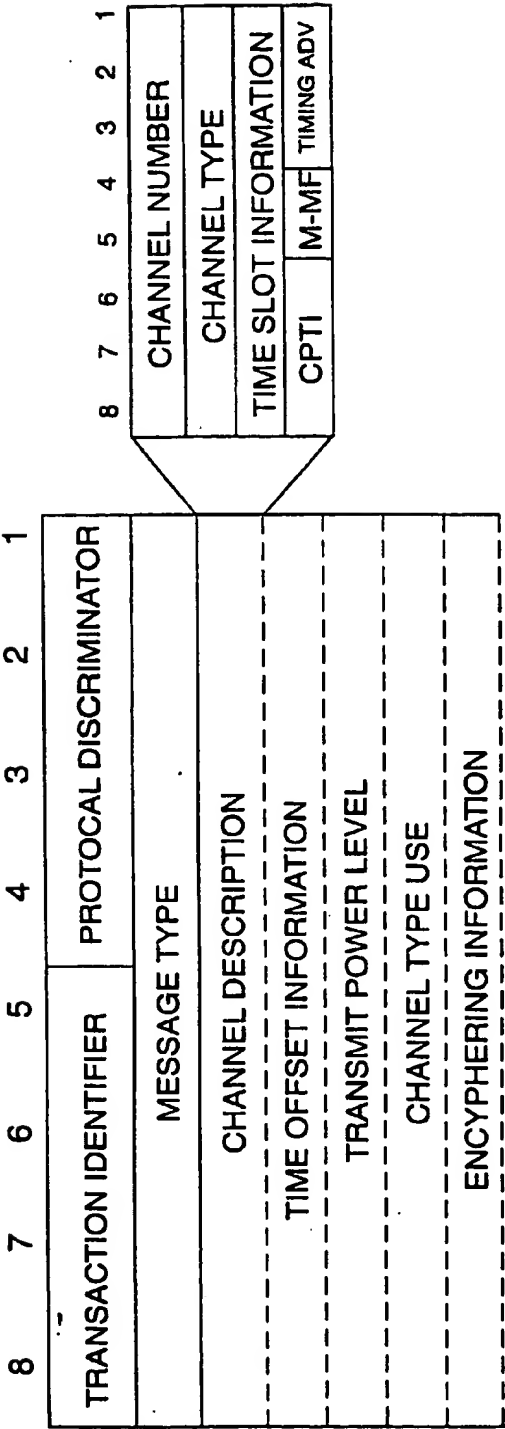 8 7 6 5 4 3 2 1
TRANSACTION IDENTIFIER PROTOCAL DISCRIMINATOR
MESSAGE TYPE
CHANNEL DESCRIPTION
TIME OFFSET INFORMATION
TRANSMIT POWER LEVEL
CHANNEL TYPE USE
ENCYPHERING INFORMATION
8 7 6 5 4 3 2 1
CHANNEL NUMBER
CHANNEL TYPE
TIME SLOT INFORMATION
CPTI M-MF TIMING ADV